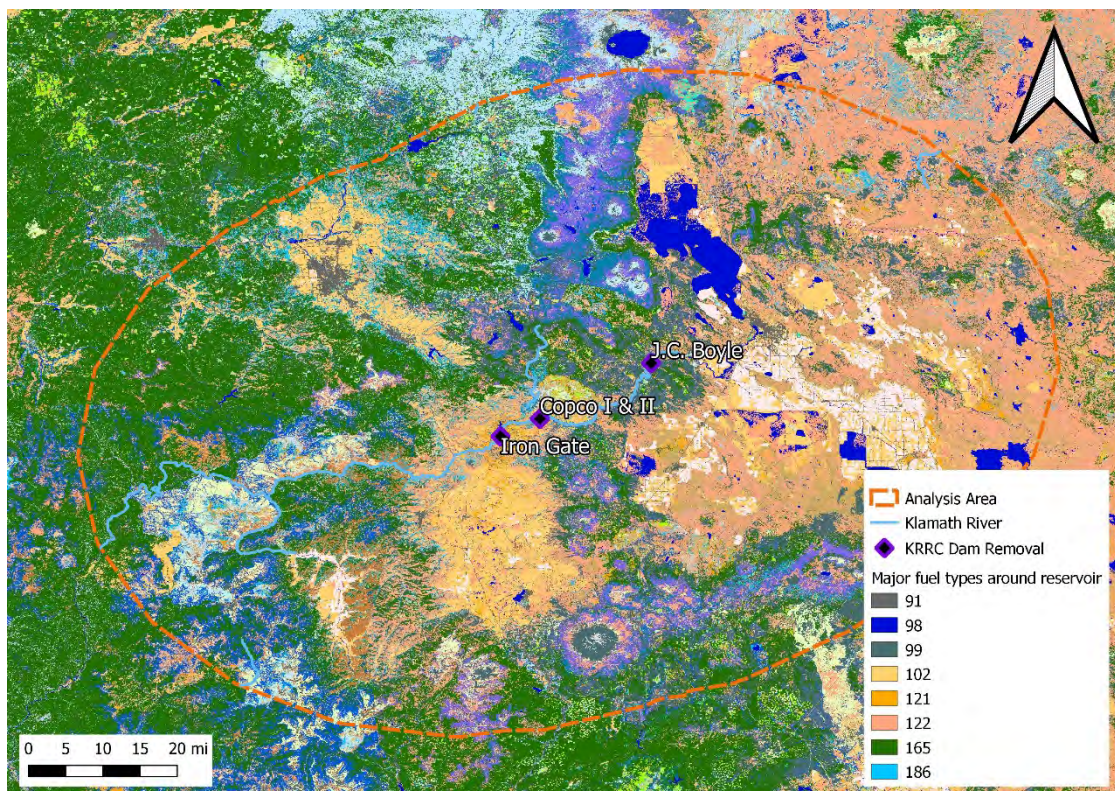 J.C. Boyle
Copco I & II
Iron Gate
Analysis Area
Klamath River
KRRC Dam Removal
Major fuel types around reservoir
91
98
99
102
121
122
165
186
0 5 10 15 20 mi